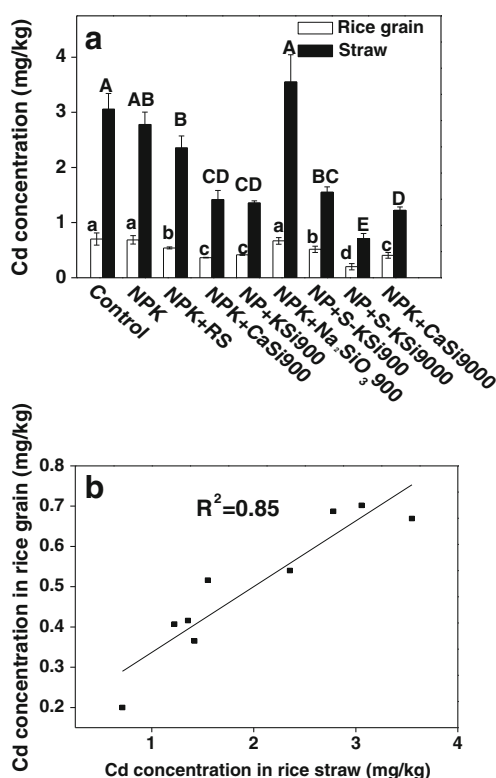 a
Rice grain
Straw
Cd concentration (mg/kg)
4
3
2
1
0
A
AB
B
CD
CD
A
BC
E
D
a
a
b
c
c
a
b
d
c
Control
NPK
NPK+RS
NPK+CaSi900
NP+KSi900
NPK+Na2SiO3 900
NP+S-KSi900
NP+S-KSi9000
NPK+CaSi9000
b
R2=0.85
Cd concentration in rice grain (mg/kg)
0.8
0.7
0.6
0.5
0.4
0.3
0.2
1
2
3
4
Cd concentration in rice straw (mg/kg)